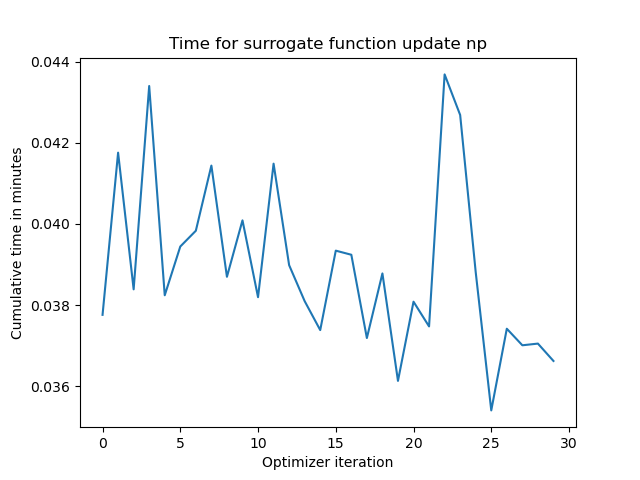 Time for surrogate function update np
Cumulative time in minutes
0.044
0.042
0.040
0.038
0.036
0 5 10 15 20 25 30
Optimizer iteration